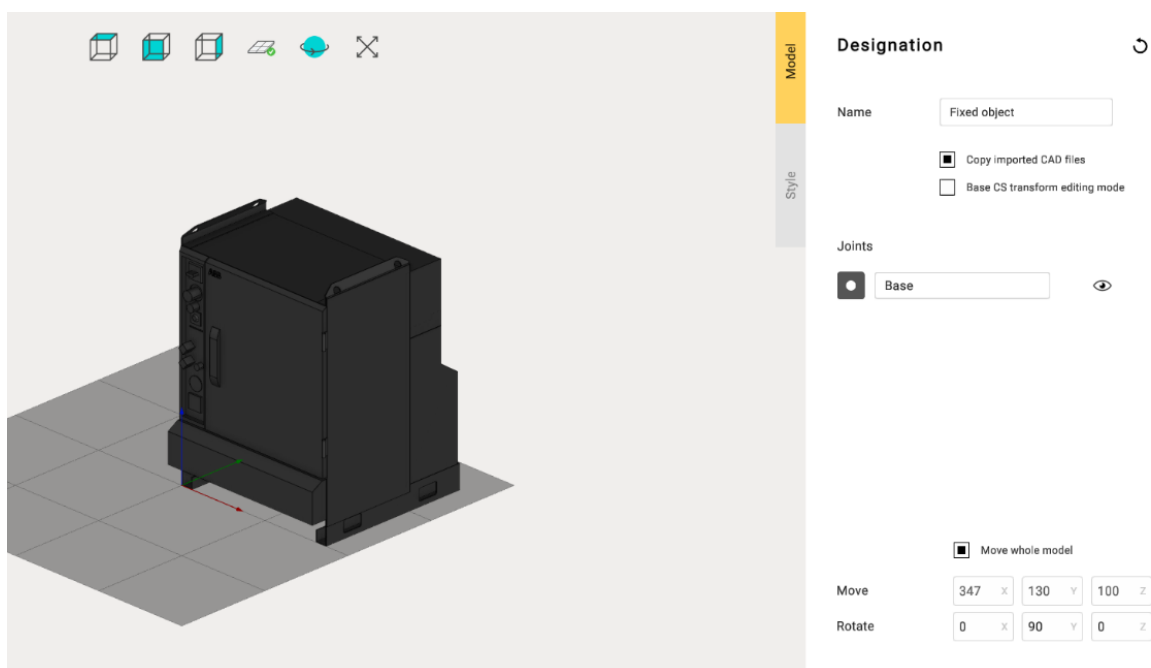 Model
Style
Designation
Name
Fixed object
Copy imported CAD files
Base CS transform editing mode
Joints
Base
Move whole model
Move 347 X 130 Y 100 Z
Rotate 0 X 90 Y 0 Z